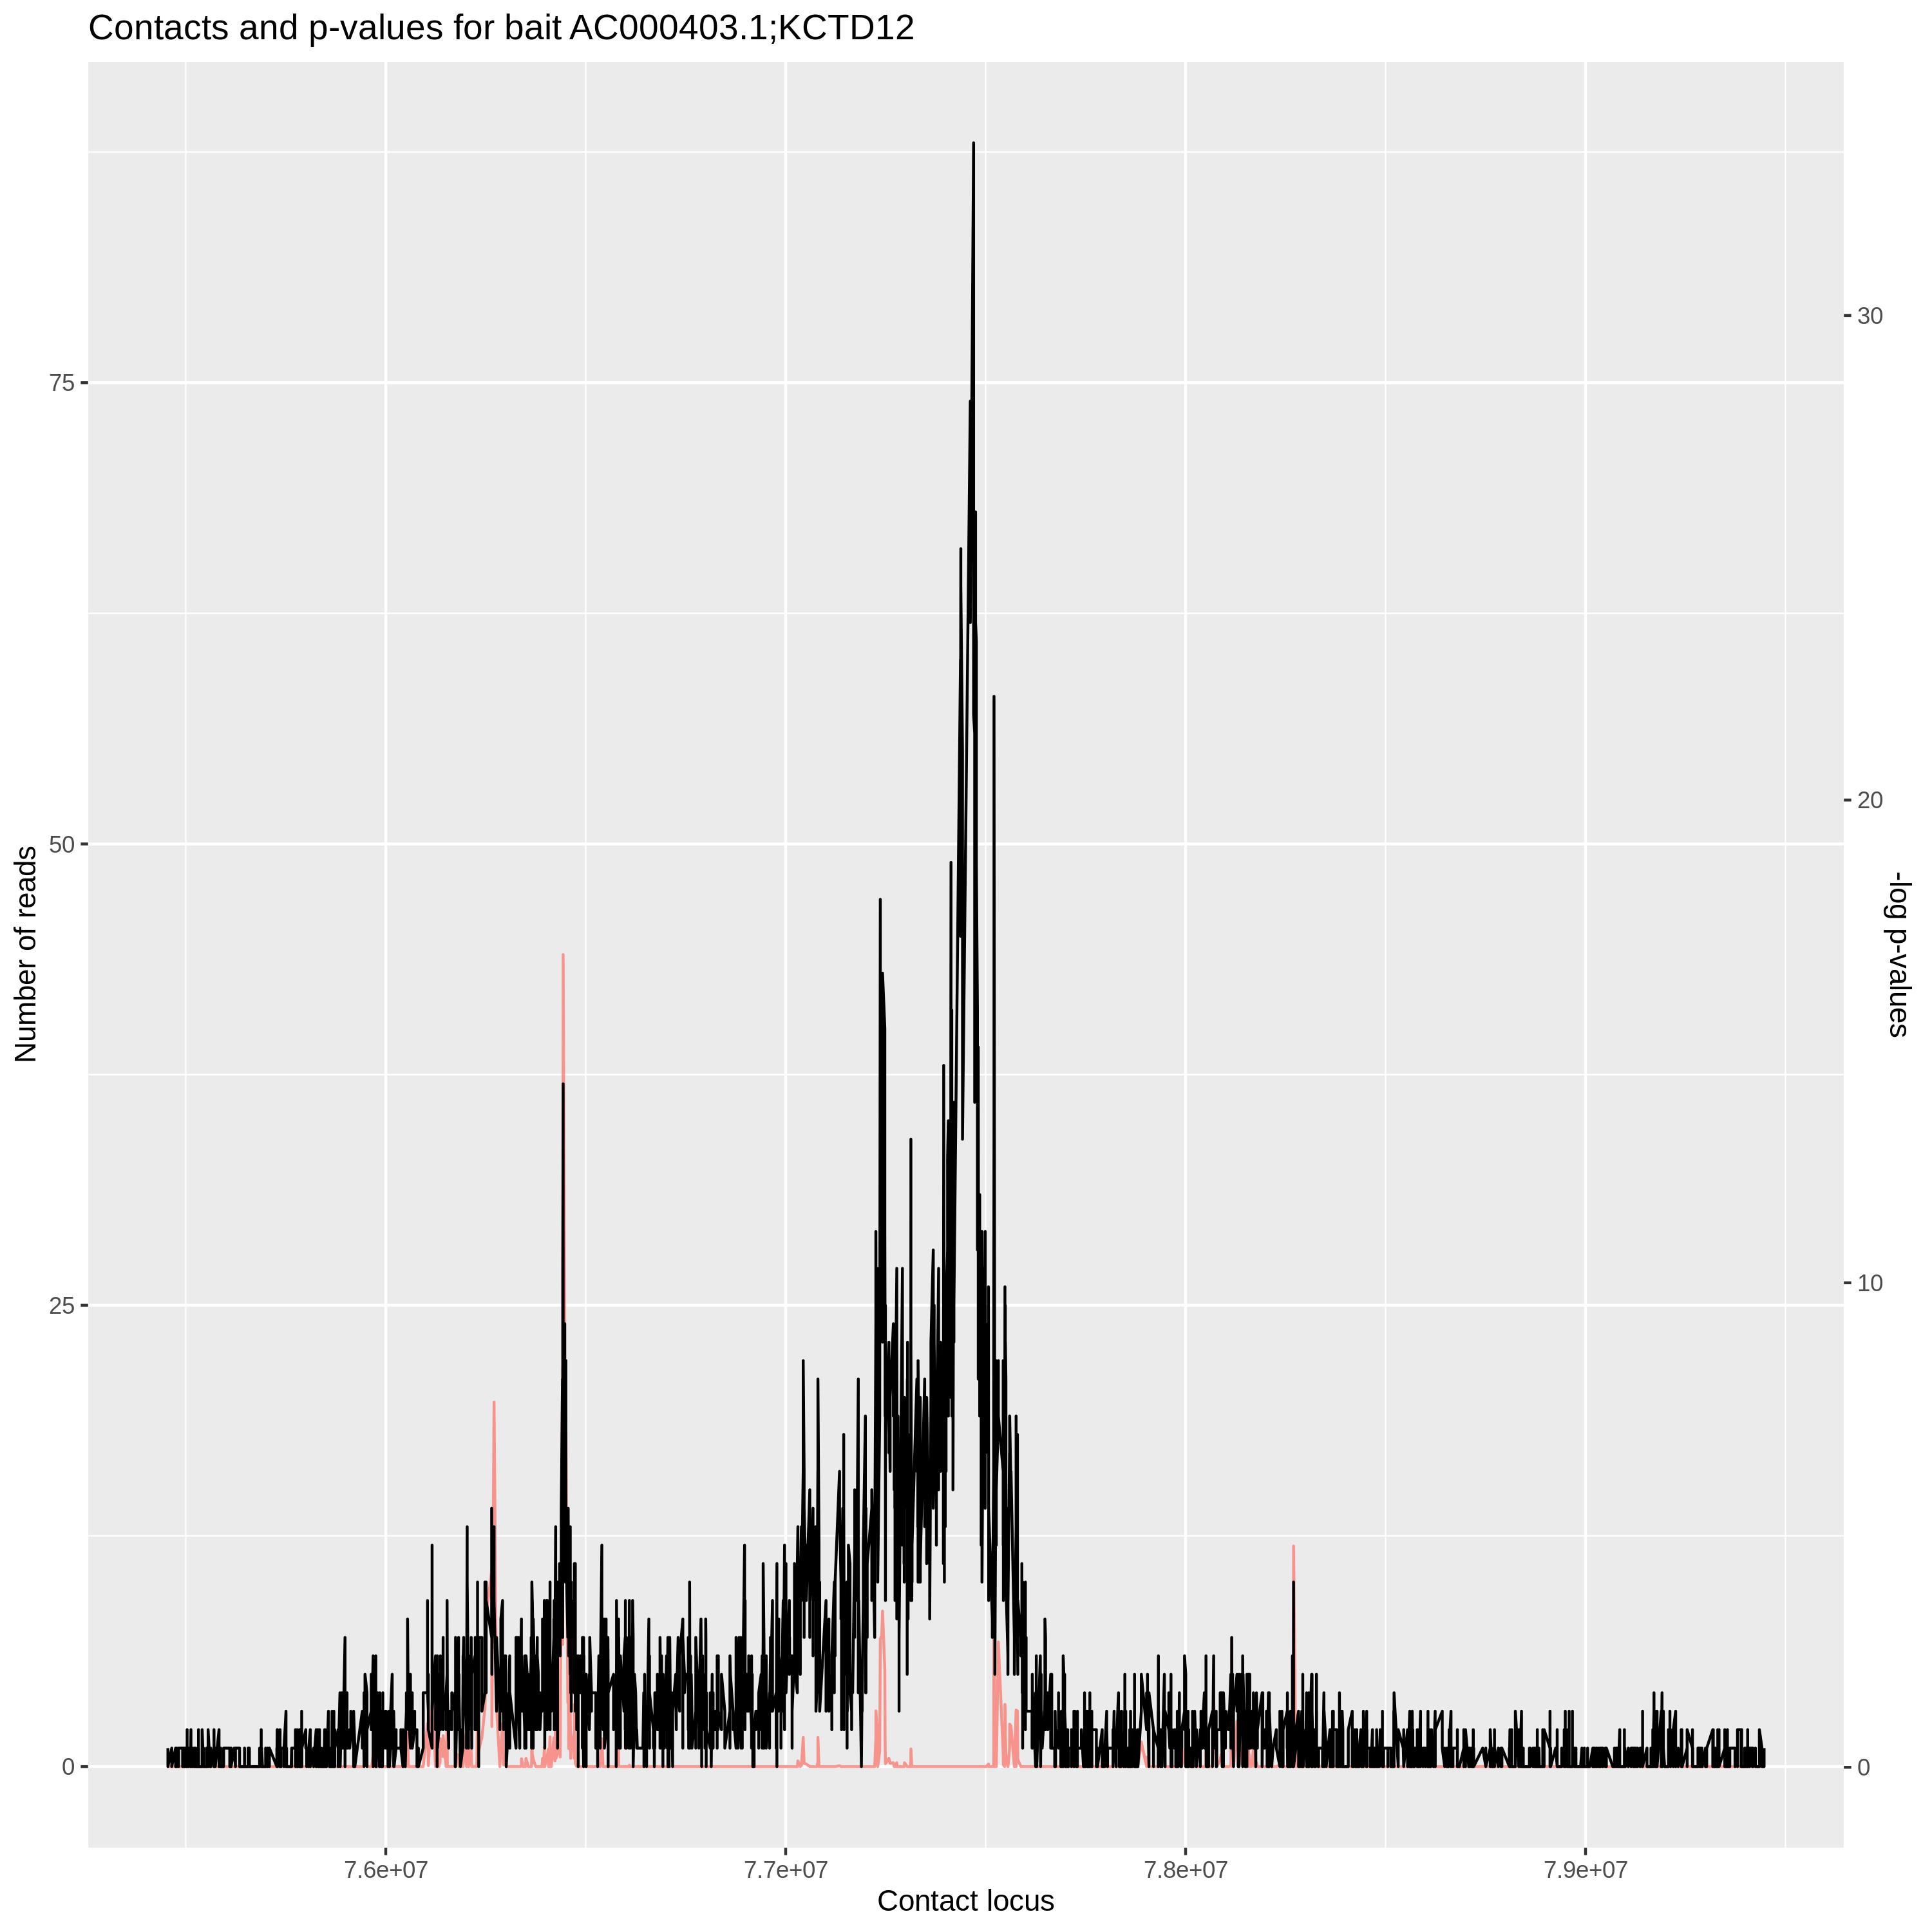 Contacts and p-values for bait AC000403.1;KCTD12
Number of reads
75
50
25
0
30
20
10
0
-log p-values
7.6e+07 7.7e+07 7.8e+07 7.9e+07
Contact locus